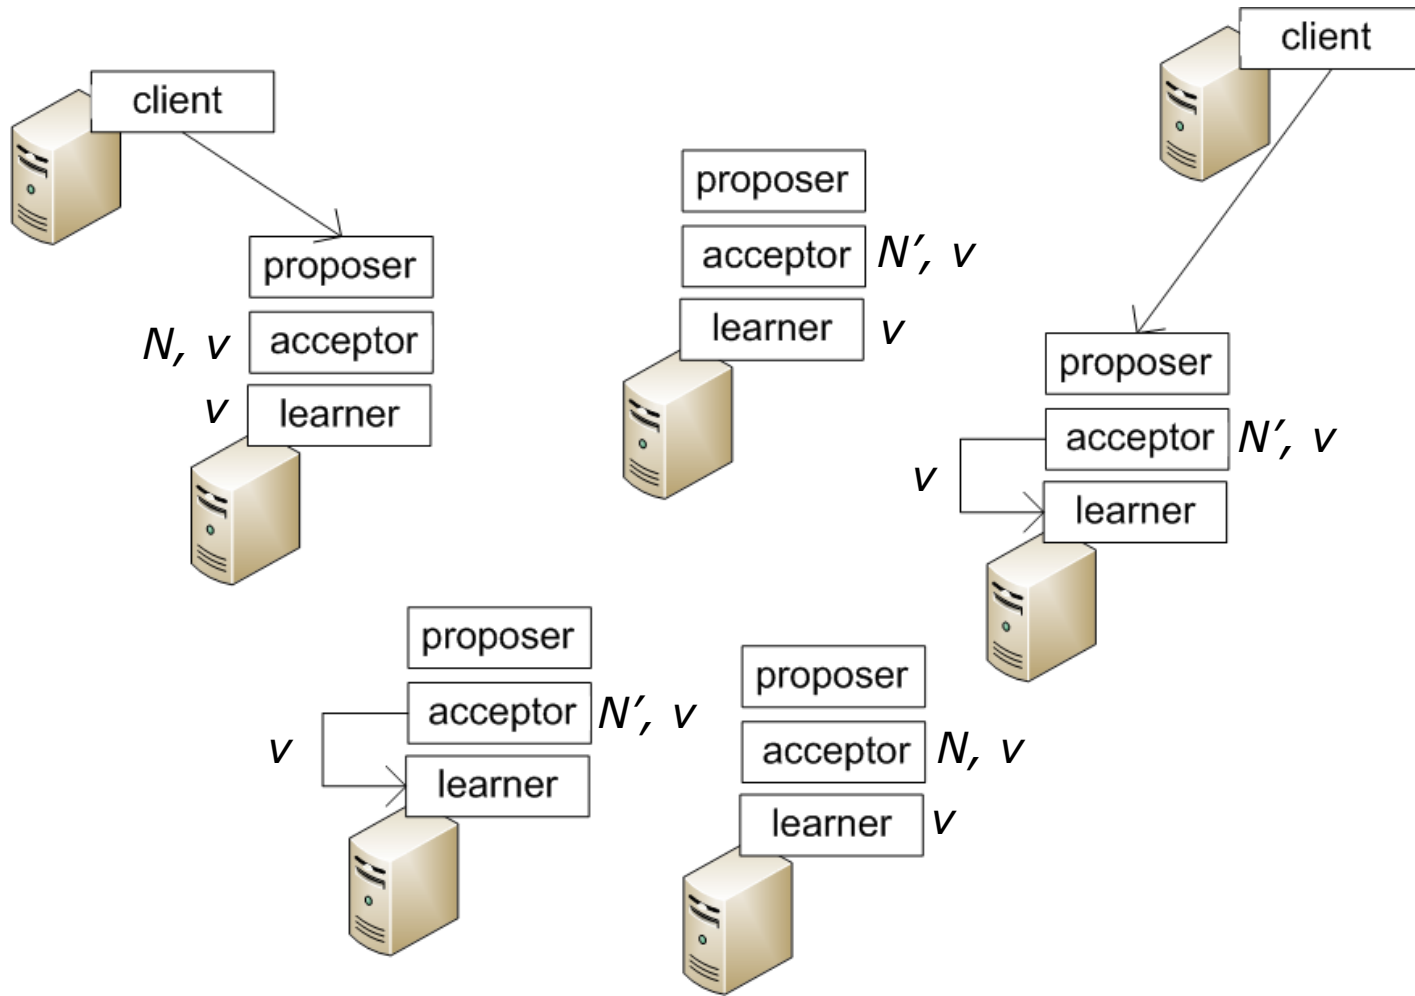 client
client
proposer
acceptor N′, v
learner v
proposer
N, v acceptor
v learner
proposer
acceptor N′, v
v
learner
proposer
acceptor N′, v
v
learner
proposer
acceptor N, v
learner v